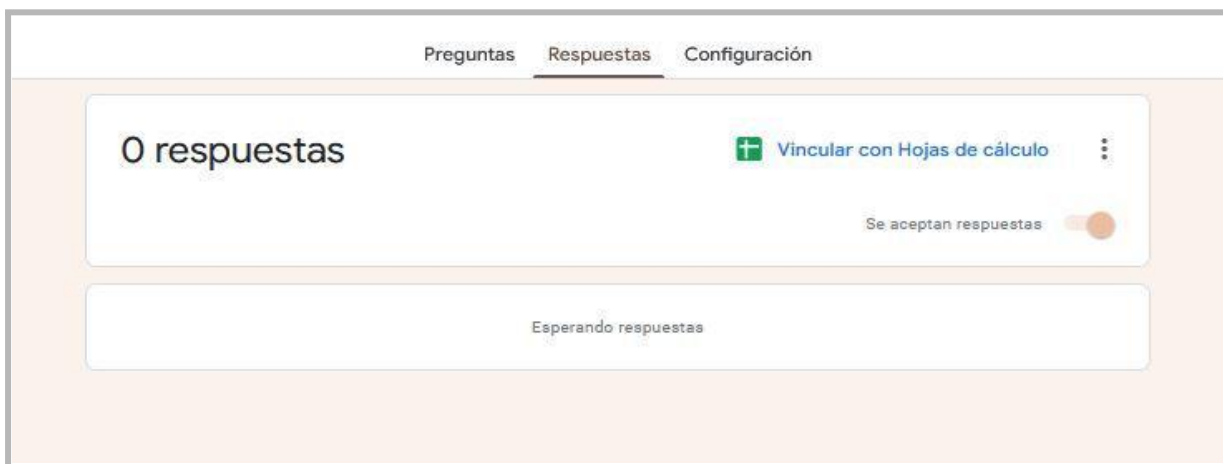 Preguntas Respuestas Configuración
0 respuestas Vincular con Hojas de cálculo
Se aceptan respuestas
Esperando respuestas